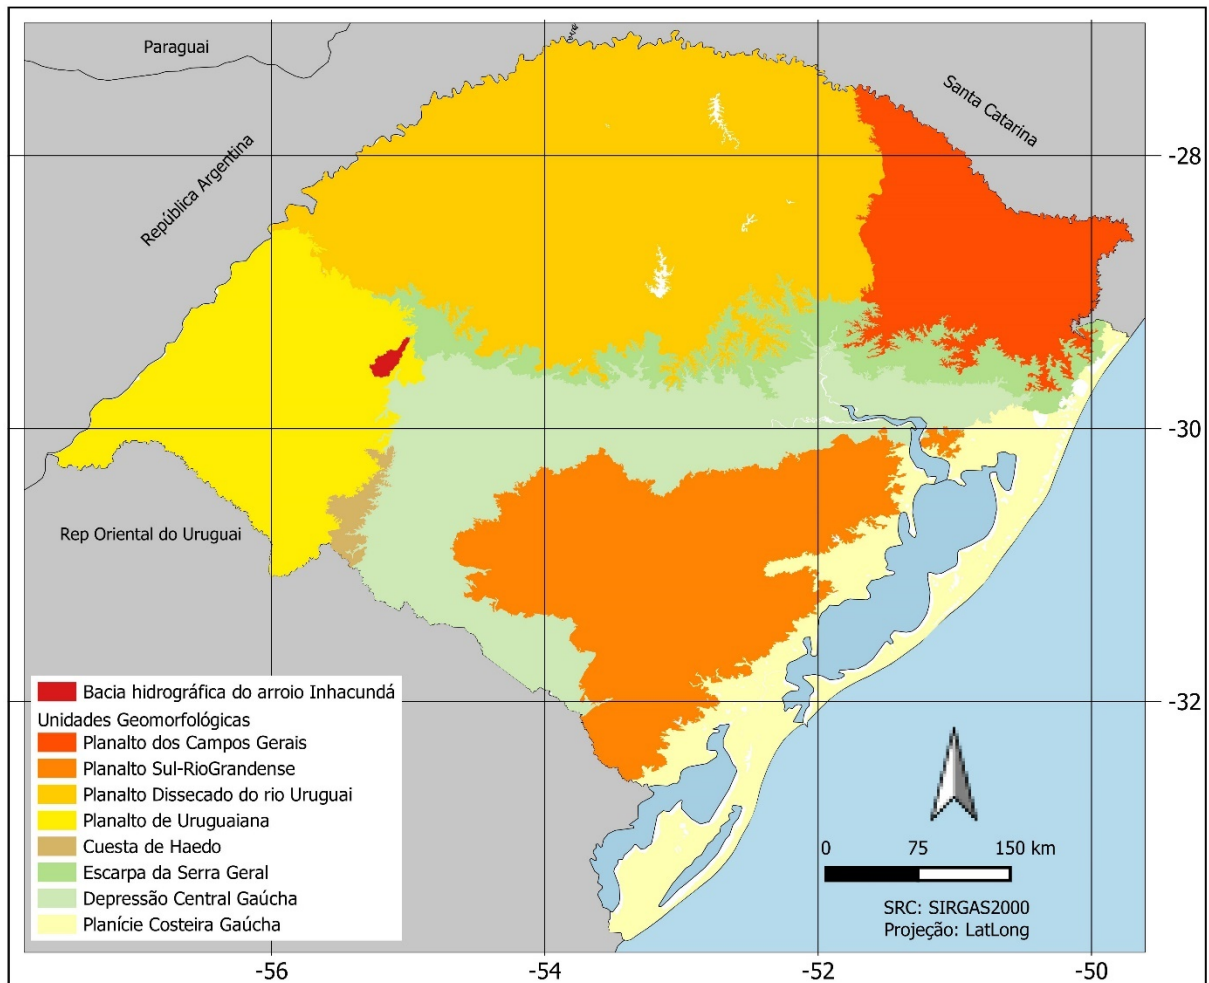 Paraguai
Santa Catarina
-28
República Argentina
-30
Rep Oriental do Uruguai
-32
Bacia hidrográfica do arroio Inhacundá
Unidades Geomorfológicas
Planalto dos Campos Gerais
Planalto Sul-RioGrandense
Planalto Dissecado do rio Uruguai
Planalto de Uruguaiana
Cuesta de Haedo
Escarpa da Serra Geral
Depressão Central Gaúcha
Planície Costeira Gaúcha
0 75 150 km
SRC: SIRGAS2000
Projeção: LatLong
-56 -54 -52 -50